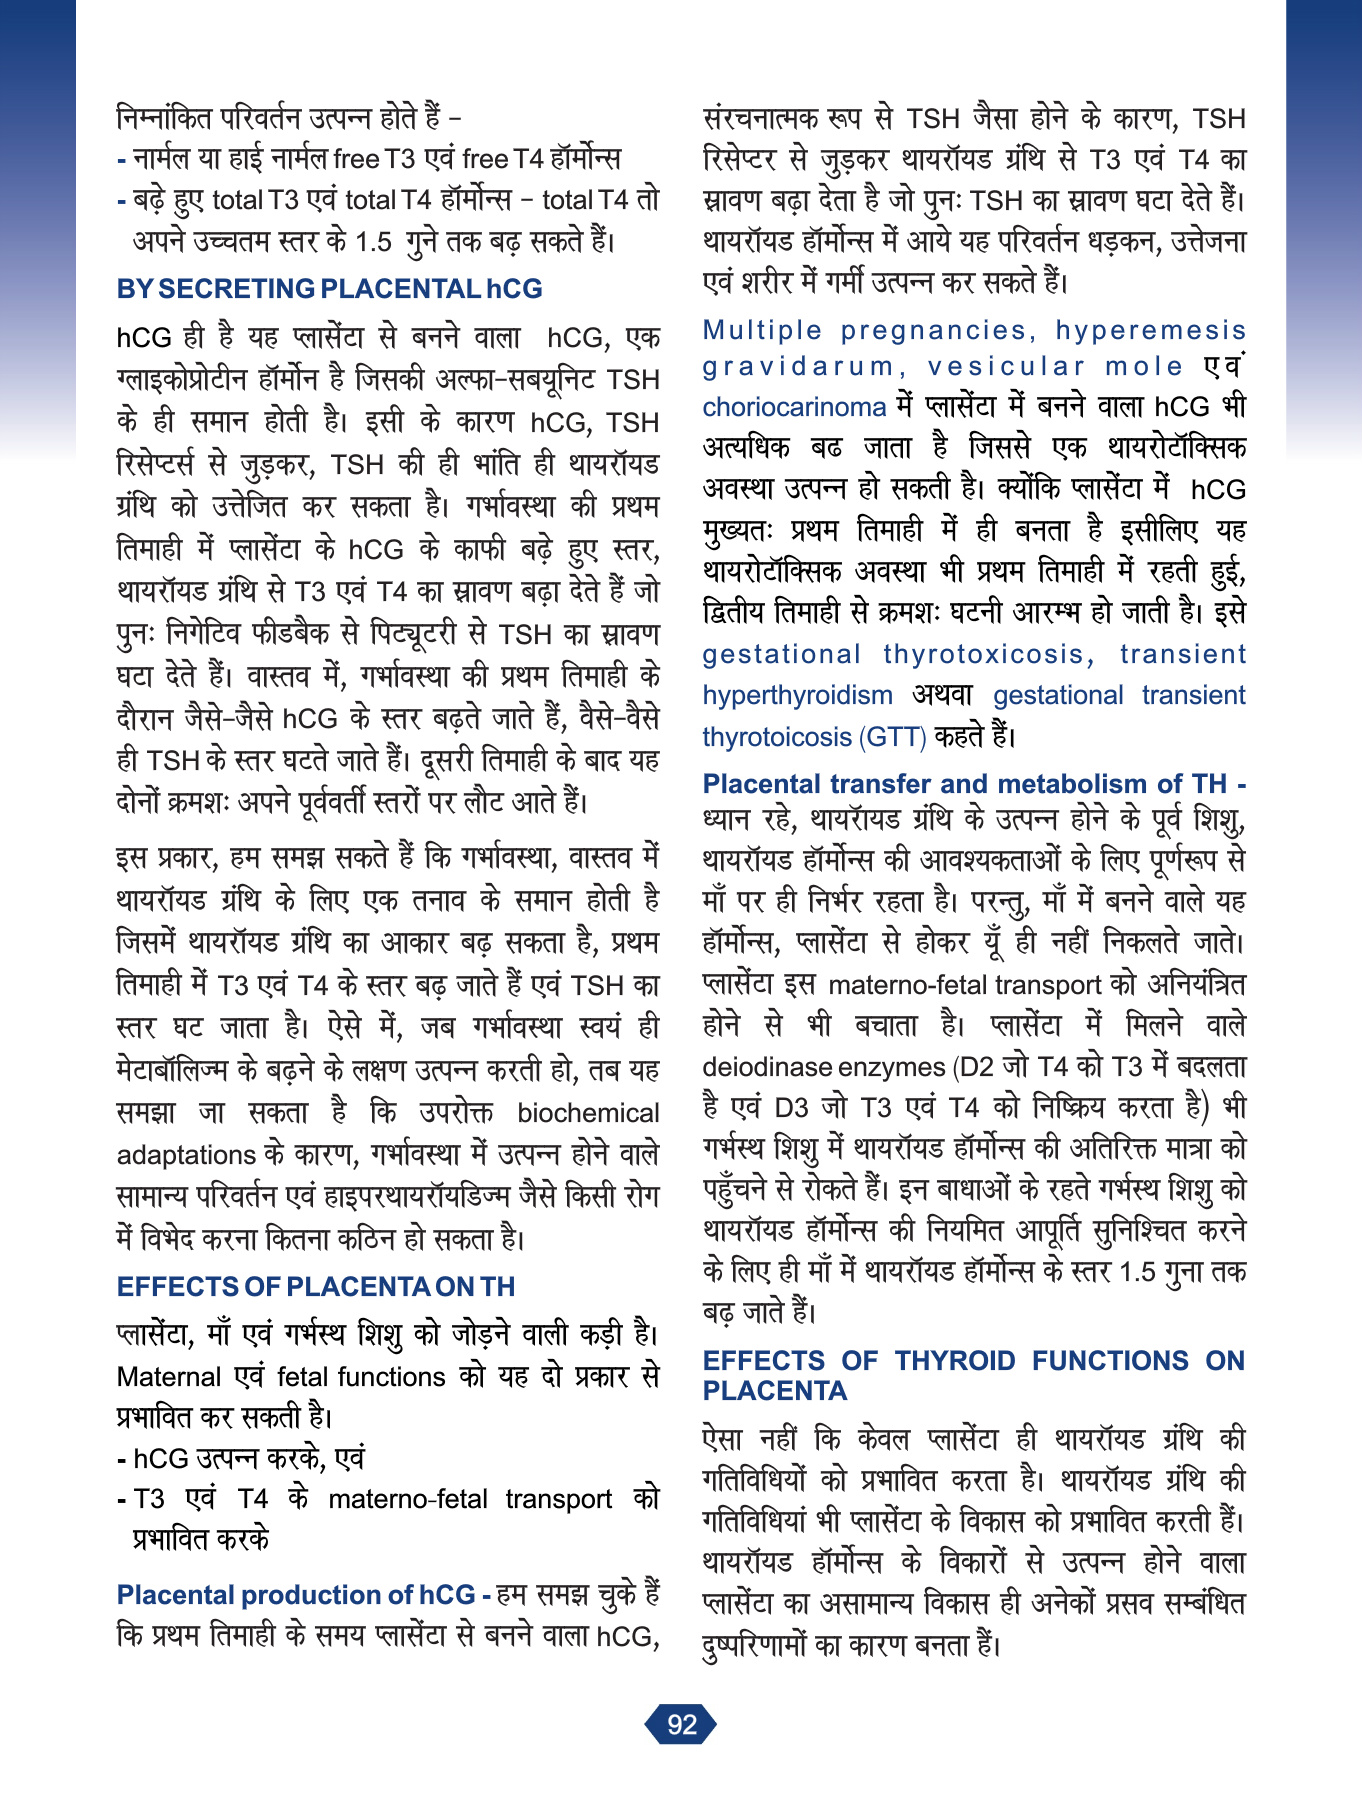 निम्नांकित परिवर्तन उत्पन्न होते हैं –
- नार्मल या हाई नार्मल free T3 एवं free T4 हॉर्मोन्स
- बढ़े हुए total T3 एवं total T4 हॉर्मोन्स – total T4 तो
अपने उच्चतम स्तर के 1.5 गुने तक बढ़ सकते हैं।
BY SECRETING PLACENTAL hCG
hCG ही है यह प्लासेंटा से बनने वाला hCG, एक
ग्लाइकोप्रोटीन हॉर्मोन है जिसकी अल्फा–सबयूनिट TSH
के ही समान होती है। इसी के कारण hCG, TSH
रिसेप्टर्स से जुड़कर, TSH की ही भांति ही थायरॉयड
ग्रंथि को उत्तेजित कर सकता है। गर्भावस्था की प्रथम
तिमाही में प्लासेंटा के hCG के काफी बढ़े हुए स्तर,
थायरॉयड ग्रंथि से T3 एवं T4 का स्रावण बढ़ा देते हैं जो
पुनः निगेटिव फीडबैक से पिट्यूटरी से TSH का स्रावण
घटा देते हैं। वास्तव में, गर्भावस्था की प्रथम तिमाही के
दौरान जैसे–जैसे hCG के स्तर बढ़ते जाते हैं, वैसे–वैसे
ही TSH के स्तर घटते जाते हैं। दूसरी तिमाही के बाद यह
दोनों क्रमशः अपने पूर्ववर्ती स्तरों पर लौट आते हैं।
इस प्रकार, हम समझ सकते हैं कि गर्भावस्था, वास्तव में
थायरॉयड ग्रंथि के लिए एक तनाव के समान होती है
जिसमें थायरॉयड ग्रंथि का आकार बढ़ सकता है, प्रथम
तिमाही में T3 एवं T4 के स्तर बढ़ जाते हैं एवं TSH का
स्तर घट जाता है। ऐसे में, जब गर्भावस्था स्वयं ही
मेटाबॉलिज्म के बढ़ने के लक्षण उत्पन्न करती हो, तब यह
समझा जा सकता है कि उपरोक्त biochemical
adaptations के कारण, गर्भावस्था में उत्पन्न होने वाले
सामान्य परिवर्तन एवं हाइपरथायरॉयडिज्म जैसे किसी रोग
में विभेद करना कितना कठिन हो सकता है।
EFFECTS OF PLACENTA ON TH
प्लासेंटा, माँ एवं गर्भस्थ शिशु को जोड़ने वाली कड़ी है।
Maternal एवं fetal functions को यह दो प्रकार से
प्रभावित कर सकती है।
- hCG उत्पन्न करके, एवं
- T3 एवं T4 के materno-fetal transport को
प्रभावित करके
Placental production of hCG - हम समझ चुके हैं
कि प्रथम तिमाही के समय प्लासेंटा से बनने वाला hCG,
संरचनात्मक रूप से TSH जैसा होने के कारण, TSH
रिसेप्टर से जुड़कर थायरॉयड ग्रंथि से T3 एवं T4 का
स्रावण बढ़ा देता है जो पुनः TSH का स्रावण घटा देते हैं।
थायरॉयड हॉर्मोन्स में आये यह परिवर्तन धड़कन, उत्तेजना
एवं शरीर में गर्मी उत्पन्न कर सकते हैं।
Multiple pregnancies, hyperemesis
gravidarum, vesicular mole एवं
choriocarinoma में प्लासेंटा में बनने वाला hCG भी
अत्यधिक बढ जाता है जिससे एक थायरोटॉक्सिक
अवस्था उत्पन्न हो सकती है। क्योंकि प्लासेंटा में hCG
मुख्यतः प्रथम तिमाही में ही बनता है इसीलिए यह
थायरोटॉक्सिक अवस्था भी प्रथम तिमाही में रहती हुई,
द्वितीय तिमाही से क्रमशः घटनी आरम्भ हो जाती है। इसे
gestational thyrotoxicosis, transient
hyperthyroidism अथवा gestational transient
thyrotoicosis (GTT) कहते हैं।
Placental transfer and metabolism of TH -
ध्यान रहे, थायरॉयड ग्रंथि के उत्पन्न होने के पूर्व शिशु,
थायरॉयड हॉर्मोन्स की आवश्यकताओं के लिए पूर्णरूप से
माँ पर ही निर्भर रहता है। परन्तु, माँ में बनने वाले यह
हॉर्मोन्स, प्लासेंटा से होकर यूँ ही नहीं निकलते जाते।
प्लासेंटा इस materno-fetal transport को अनियंत्रित
होने से भी बचाता है। प्लासेंटा में मिलने वाले
deiodinase enzymes (D2 जो T4 को T3 में बदलता
है एवं D3 जो T3 एवं T4 को निष्क्रिय करता है) भी
गर्भस्थ शिशु में थायरॉयड हॉर्मोन्स की अतिरिक्त मात्रा को
पहुँचने से रोकते हैं। इन बाधाओं के रहते गर्भस्थ शिशु को
थायरॉयड हॉर्मोन्स की नियमित आपूर्ति सुनिश्चित करने
के लिए ही माँ में थायरॉयड हॉर्मोन्स के स्तर 1.5 गुना तक
बढ़ जाते हैं।
EFFECTS OF THYROID FUNCTIONS ON
PLACENTA
ऐसा नहीं कि केवल प्लासेंटा ही थायरॉयड ग्रंथि की
गतिविधियों को प्रभावित करता है। थायरॉयड ग्रंथि की
गतिविधियां भी प्लासेंटा के विकास को प्रभावित करती हैं।
थायरॉयड हॉर्मोन्स के विकारों से उत्पन्न होने वाला
प्लासेंटा का असामान्य विकास ही अनेकों प्रसव सम्बंधित
दुष्परिणामों का कारण बनता हैं।
92